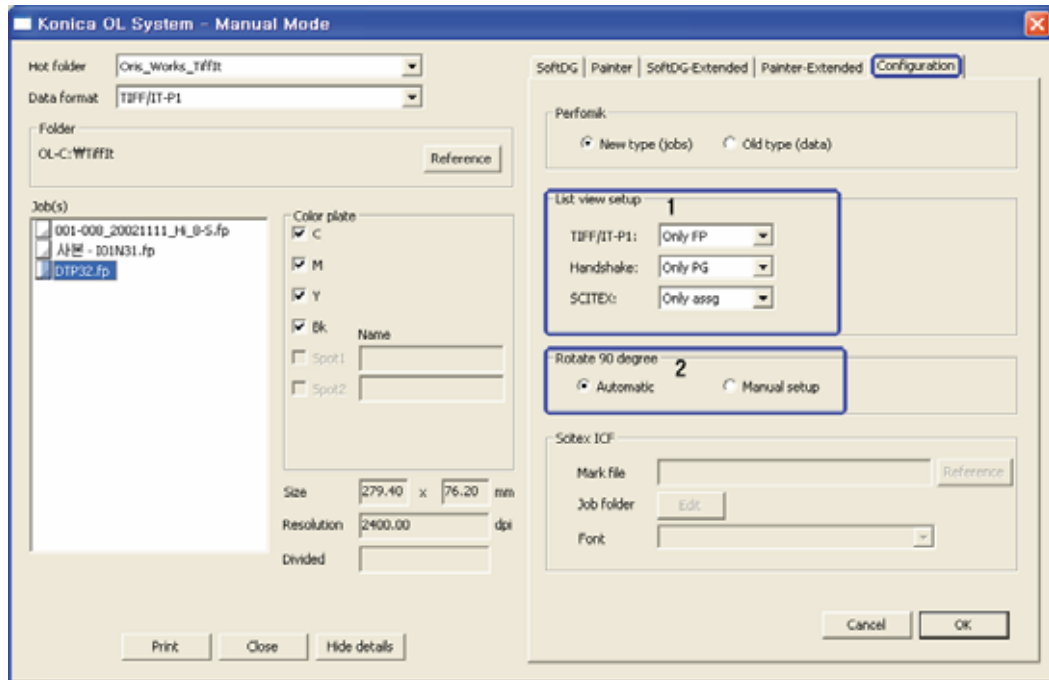 Konica OL System - Manual Mode
Hot folder Oris_Works_TiffIt
Data format TIFF/IT-P1
Folder
OL-C:₩TiffIt
Reference
Job(s)
001-008_20021111_Hi_8-S.fp
사본 - I01N31.fp
DTP32.fp
Color plate
C
M
Y
Bk
Name
Spot1
Spot2
Size 279.40 x 76.20 mm
Resolution 2400.00 dpi
Divided
Print Close Hide details
SoftDG Painter SoftDG-Extended Painter-Extended Configuration
Perfomik
New type (jobs) Old type (data)
List view setup 1
TIFF/IT-P1: Only FP
Handshake: Only PG
SCITEX: Only assg
Rotate 90 degree 2
Automatic Manual setup
Scitex ICF
Mark file Reference
Job folder Edit
Font
Cancel OK